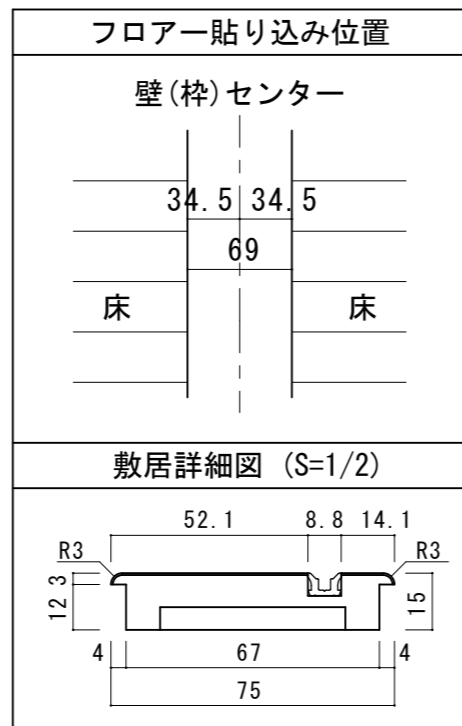 フロアー貼り込み位置
壁(枠)センター
34.5 34.5
69
床 床
敷居詳細図 (S=1/2)
52.1 8.8 14.1
R3 R3
3
12 15
4 67 4
75